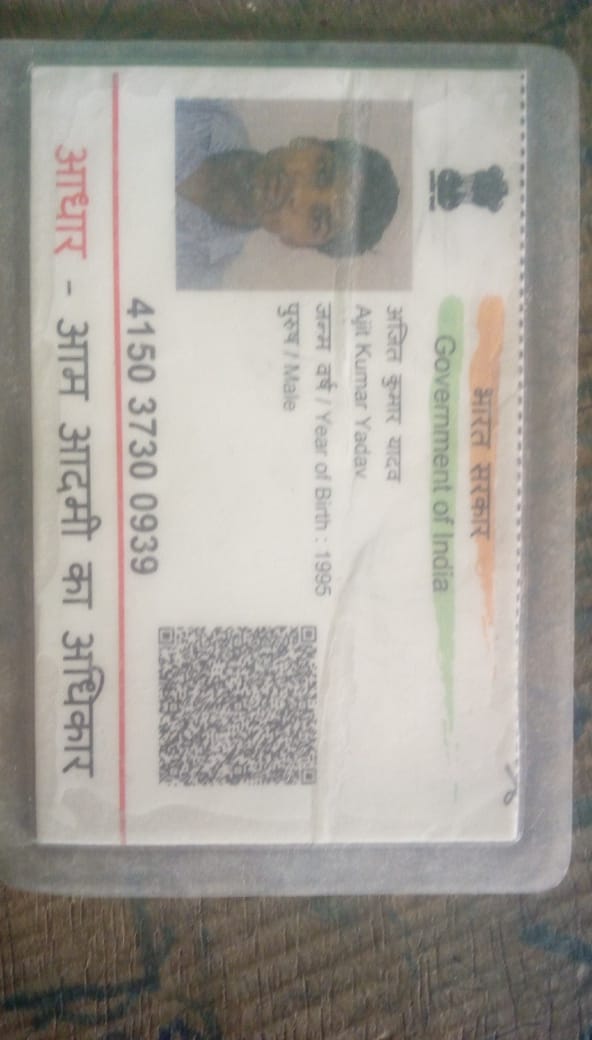 भारत सरकार
Government of India
अजित कुमार यादव
Ajit Kumar Yadav
जन्म वर्ष / Year of Birth : 1995
पुरुष / Male
4150 3730 0939
आधार - आम आदमी का अधिकार